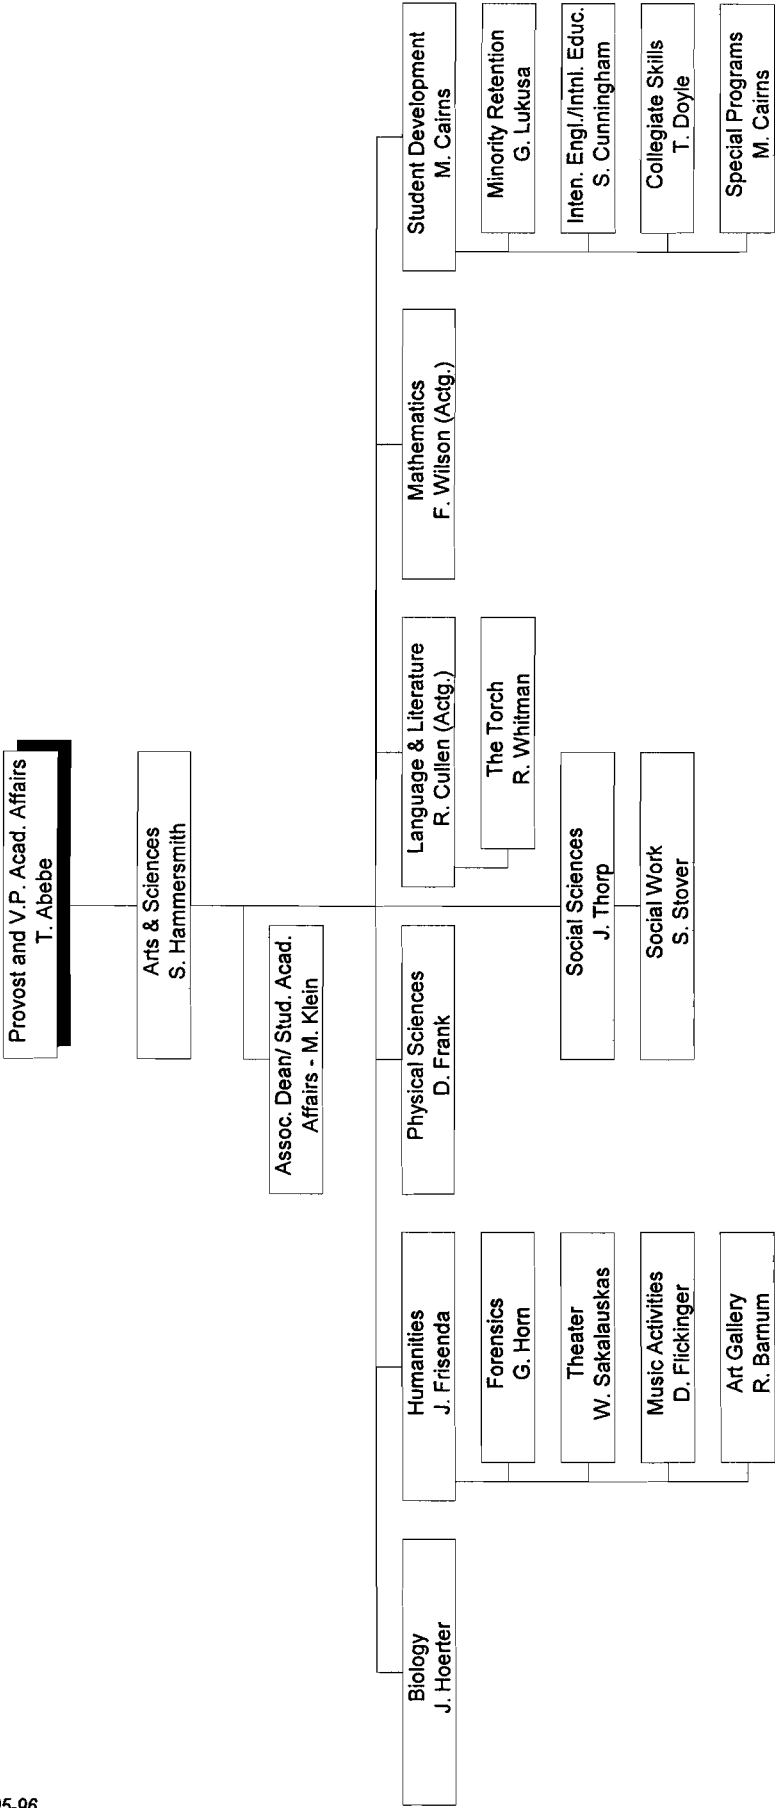 Provost and V.P. Acad. Affairs
T. Abebe
Arts & Sciences
S. Hammersmith
Assoc. Dean/ Stud. Acad.
Affairs - M. Klein
Biology
J. Hoerter
Humanities
J. Frisenda
Forensics
G. Horn
Theater
W. Sakalauskas
Music Activities
D. Flickinger
Art Gallery
R. Barnum
Physical Sciences
D. Frank
Social Sciences
J. Thorp
Social Work
S. Stover
Language & Literature
R. Cullen (Actg.)
The Torch
R. Whitman
Mathematics
F. Wilson (Actg.)
Student Development
M. Cairns
Minority Retention
G. Lukusa
Inten. Engl./Intnl. Educ.
S. Cunningham
Collegiate Skills
T. Doyle
Special Programs
M. Cairns